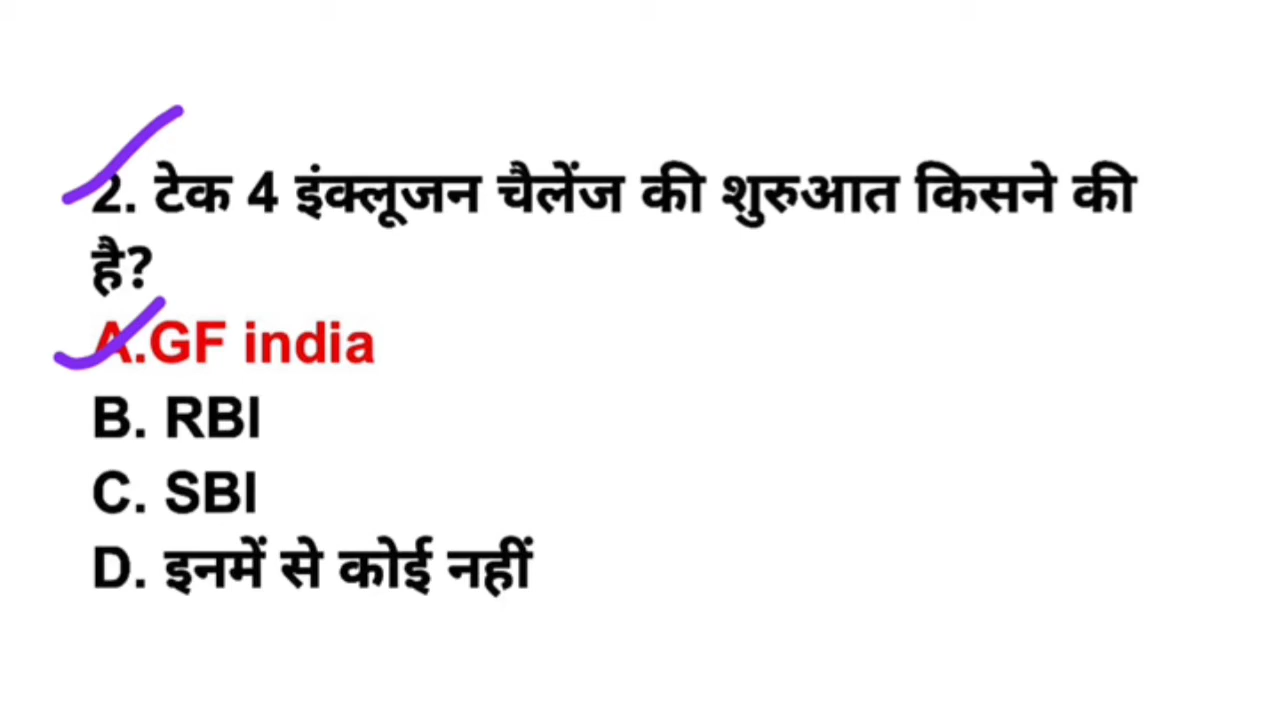 2. टेक 4 इंक्लूजन चैलेंज की शुरुआत किसने की
है?
A.GF india
B. RBI
C. SBI
D. इनमें से कोई नहीं